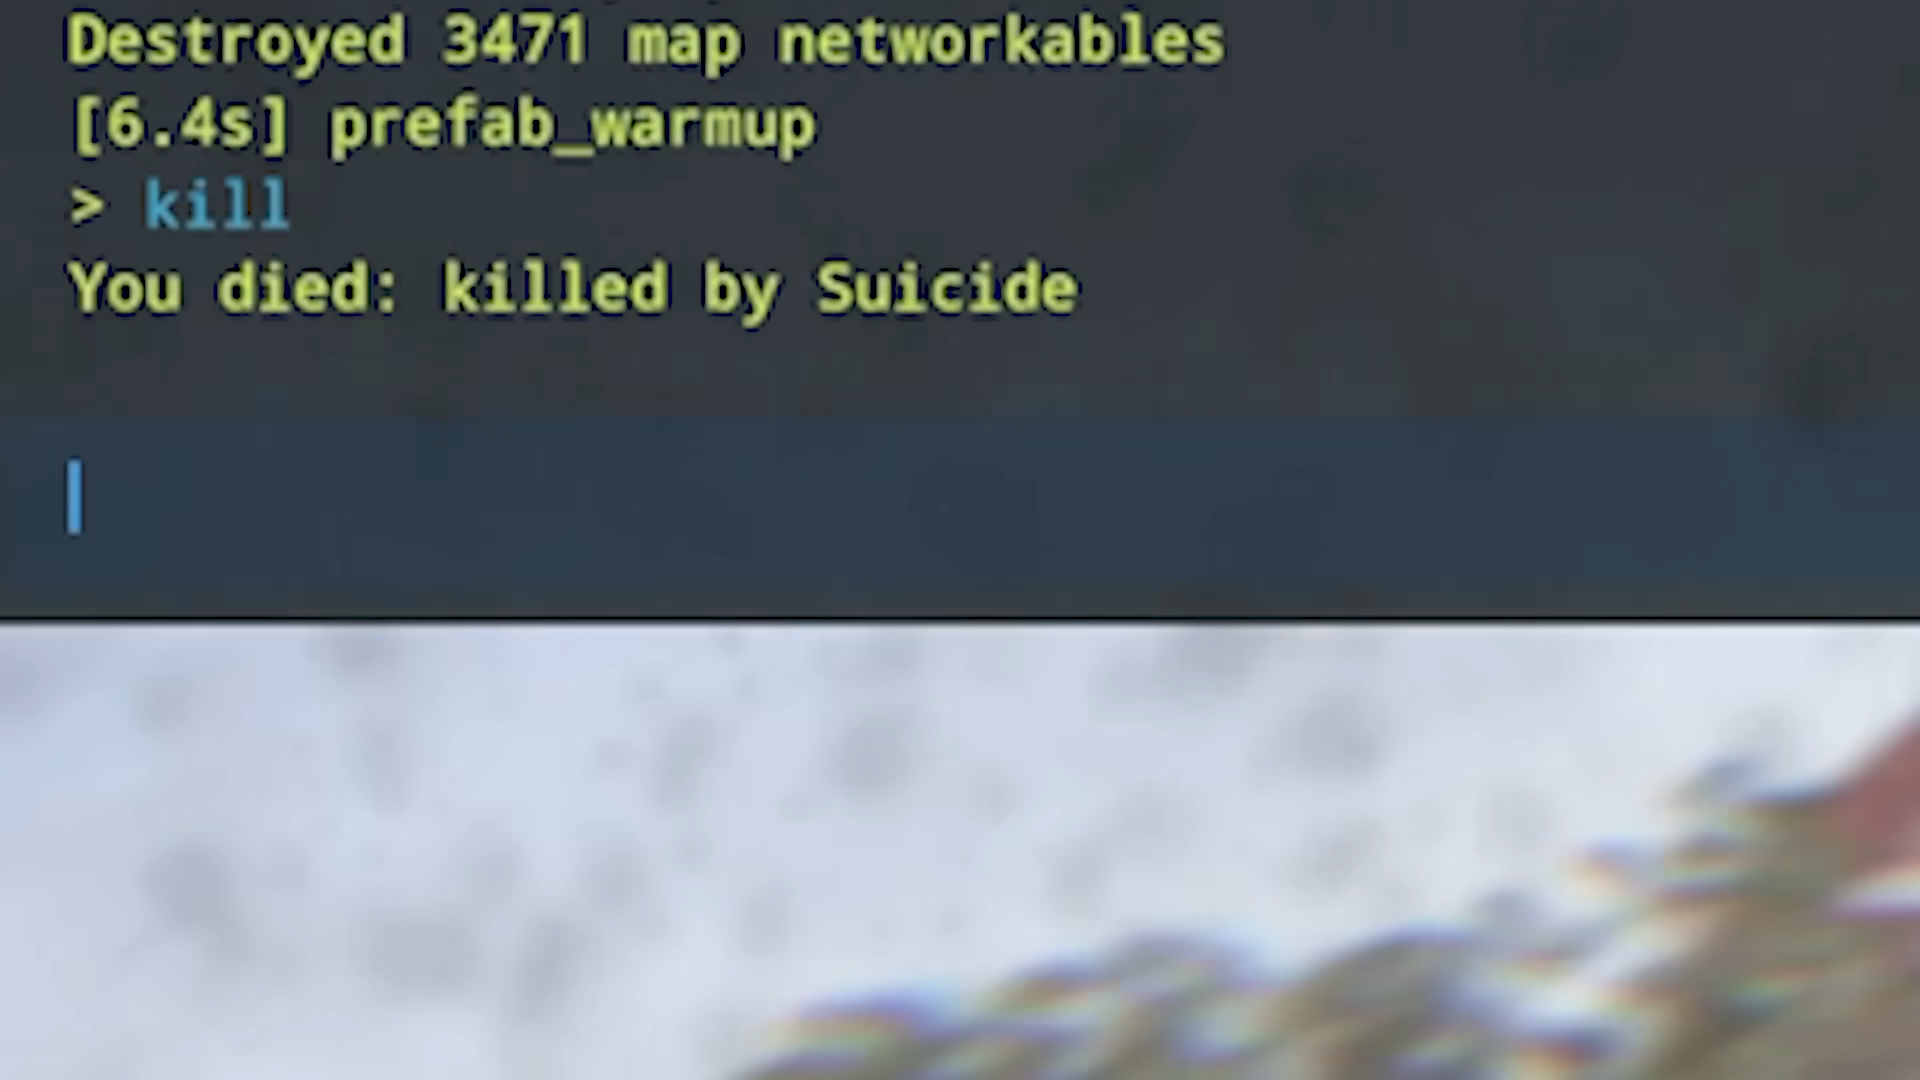 Destroyed 3471 map networkables
[6.4s] prefab_warmup
> kill
You died: killed by Suicide